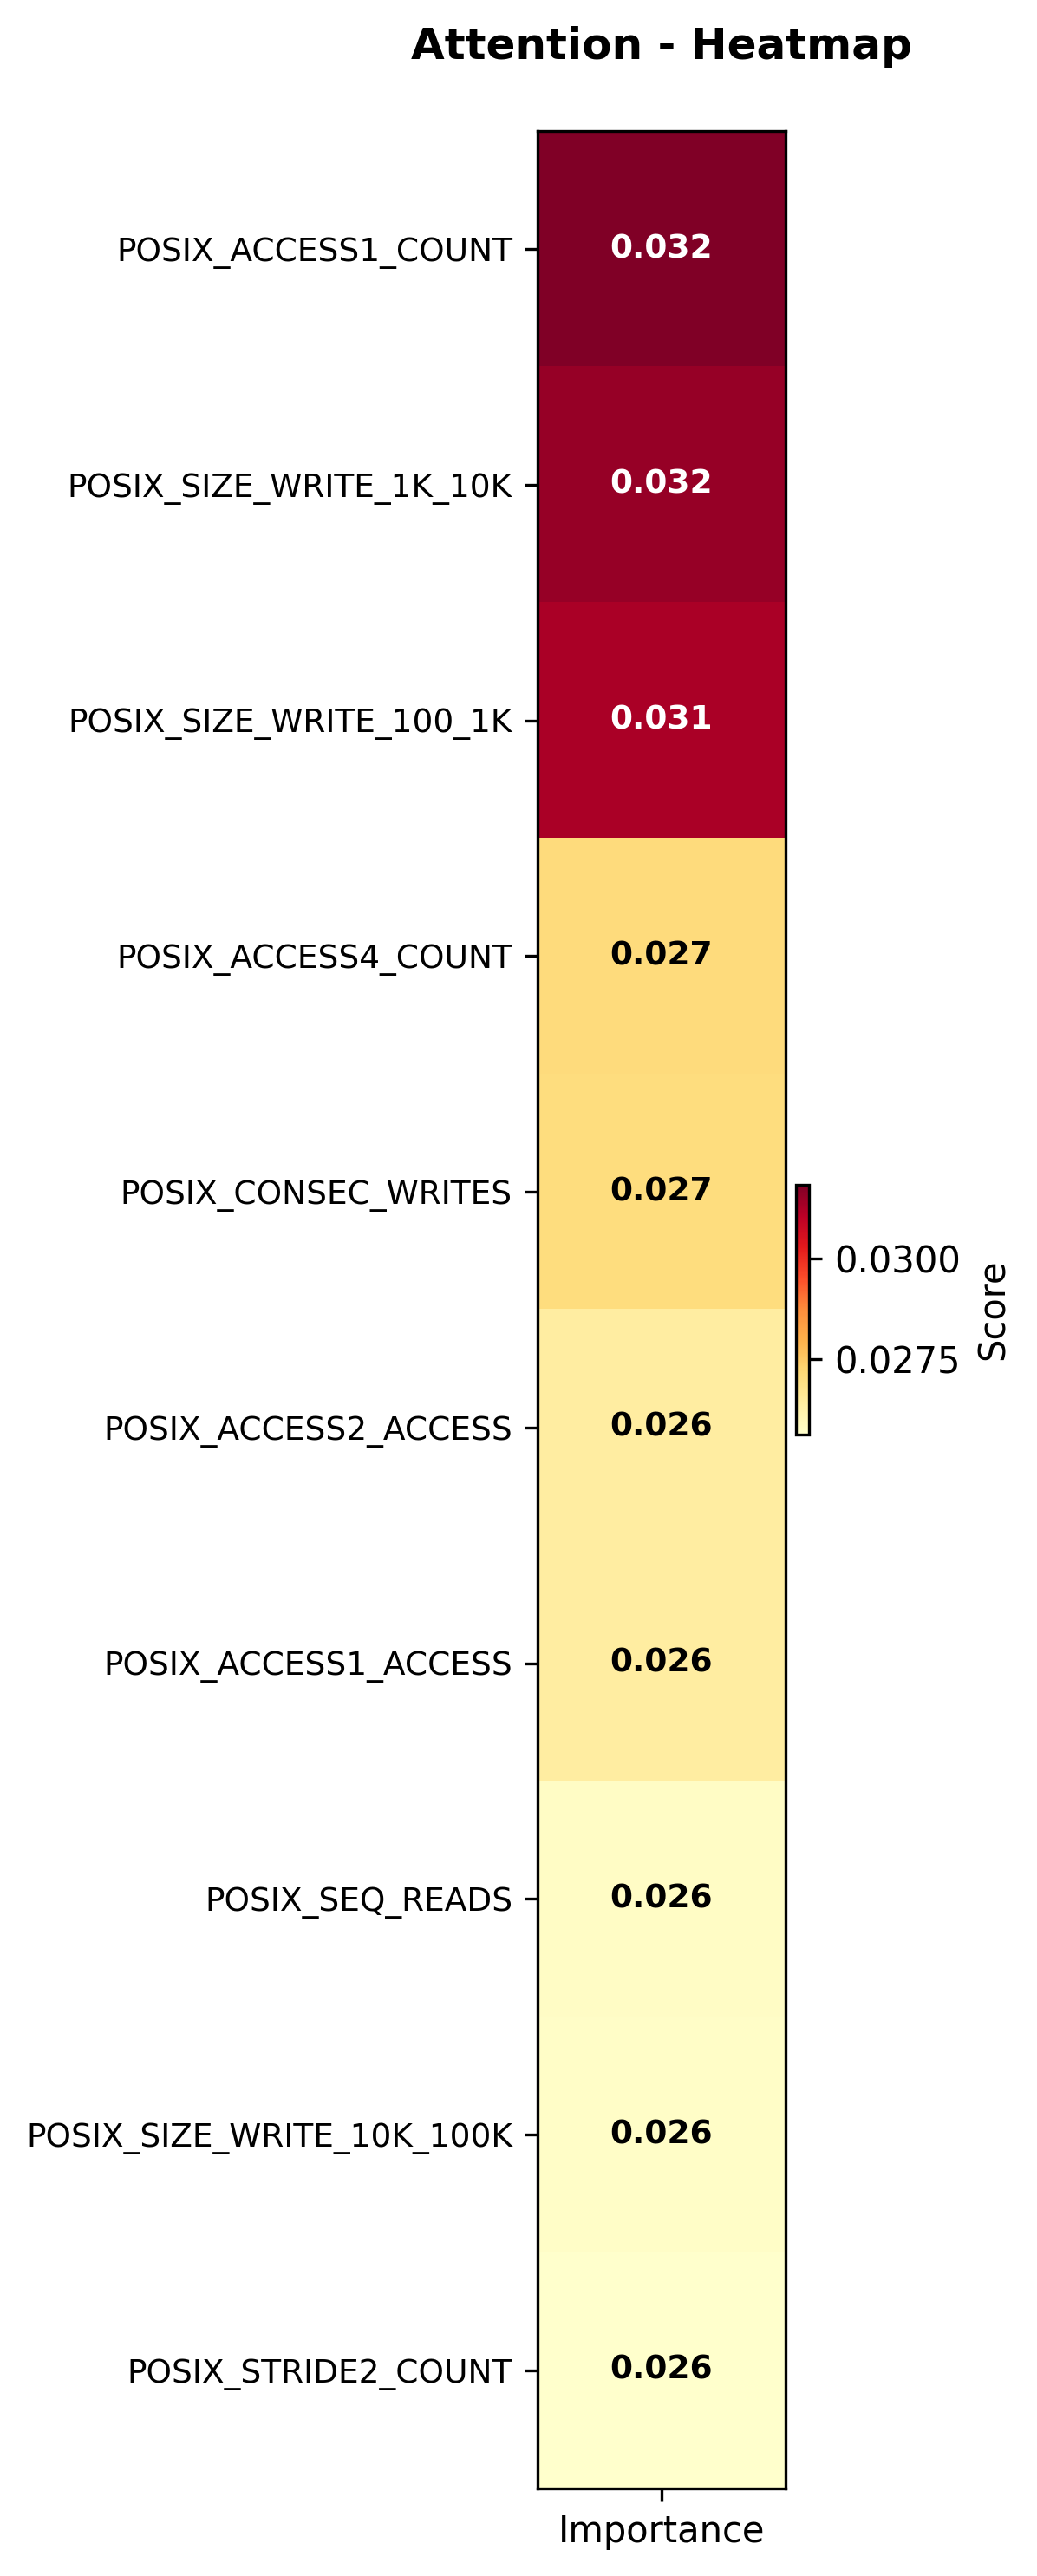 Attention - Heatmap
POSIX_ACCESS1_COUNT 0.032
POSIX_SIZE_WRITE_1K_10K 0.032
POSIX_SIZE_WRITE_100_1K 0.031
POSIX_ACCESS4_COUNT 0.027
POSIX_CONSEC_WRITES 0.027
0.0300
0.0275
Score
POSIX_ACCESS2_ACCESS 0.026
POSIX_ACCESS1_ACCESS 0.026
POSIX_SEQ_READS 0.026
POSIX_SIZE_WRITE_10K_100K 0.026
POSIX_STRIDE2_COUNT 0.026
Importance